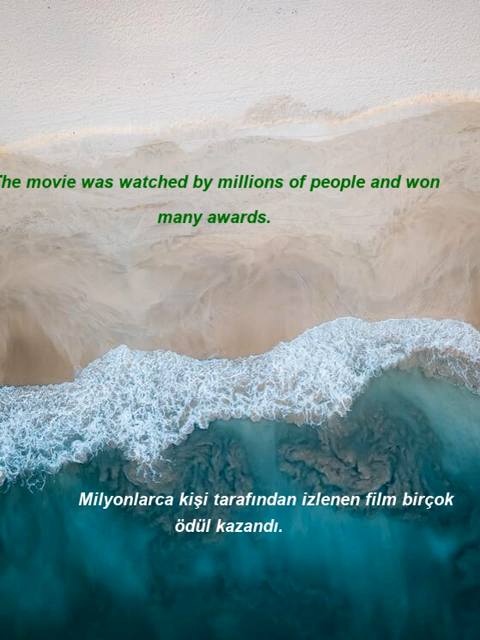 The movie was watched by millions of people and won
many awards.
Milyonlarca kişi tarafından izlenen film birçok
ödül kazandı.